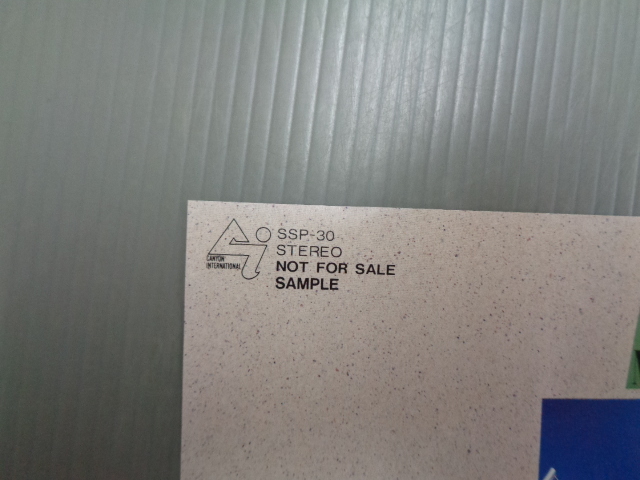 CANYON
INTERNATIONAL
SSP-30
STEREO
NOT FOR SALE
SAMPLE